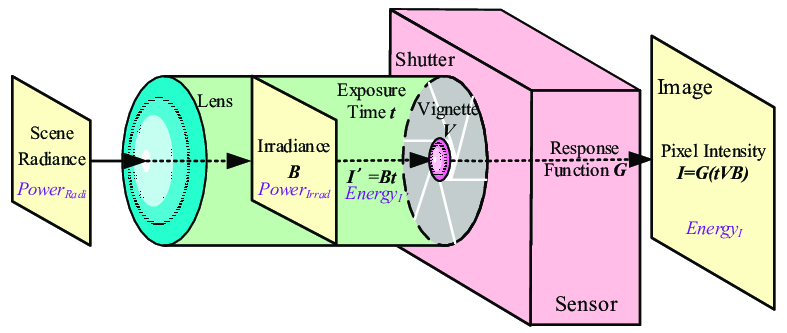 Scene
Radiance
Power_Radi
Lens
Irradiance
B
Power_Irrad
Exposure
Time t
I′=Bt
Energy_I′
Shutter
Vignette
V
Response
Function G
Sensor
Image
Pixel Intensity
I=G(tVB)
Energy_I